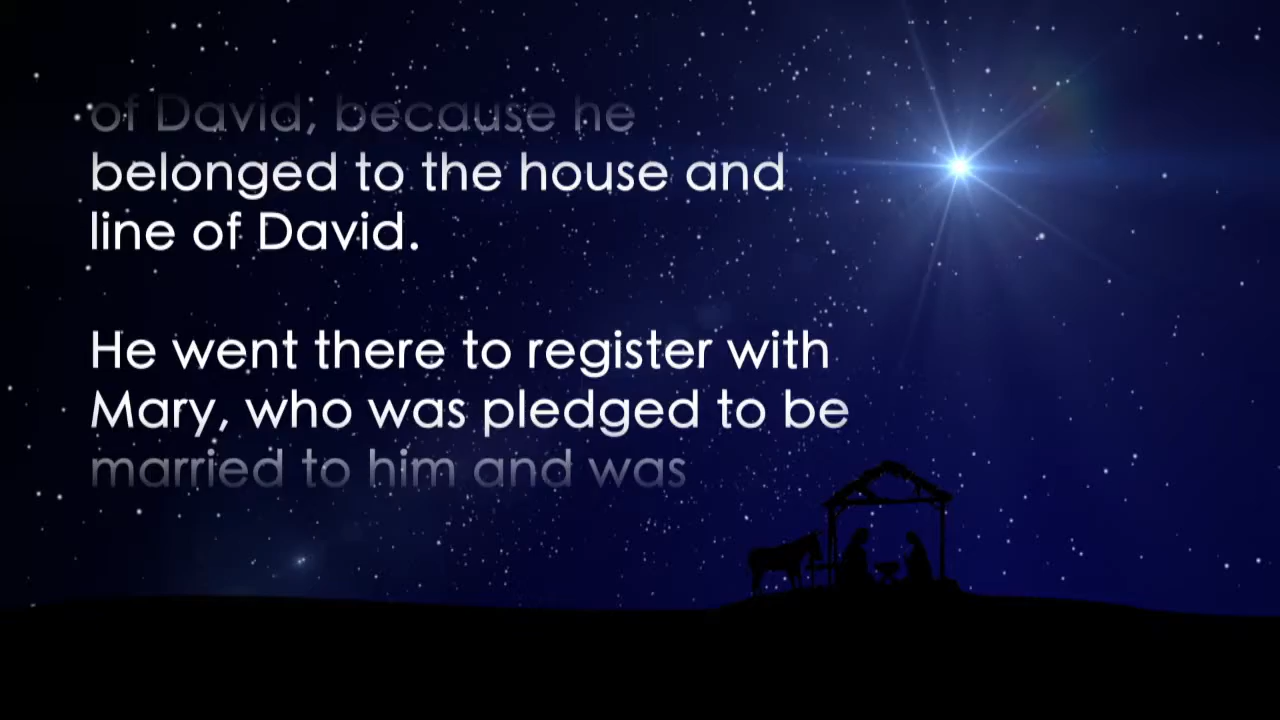 of David, because he
belonged to the house and
line of David.
He went there to register with
Mary, who was pledged to be
married to him and was